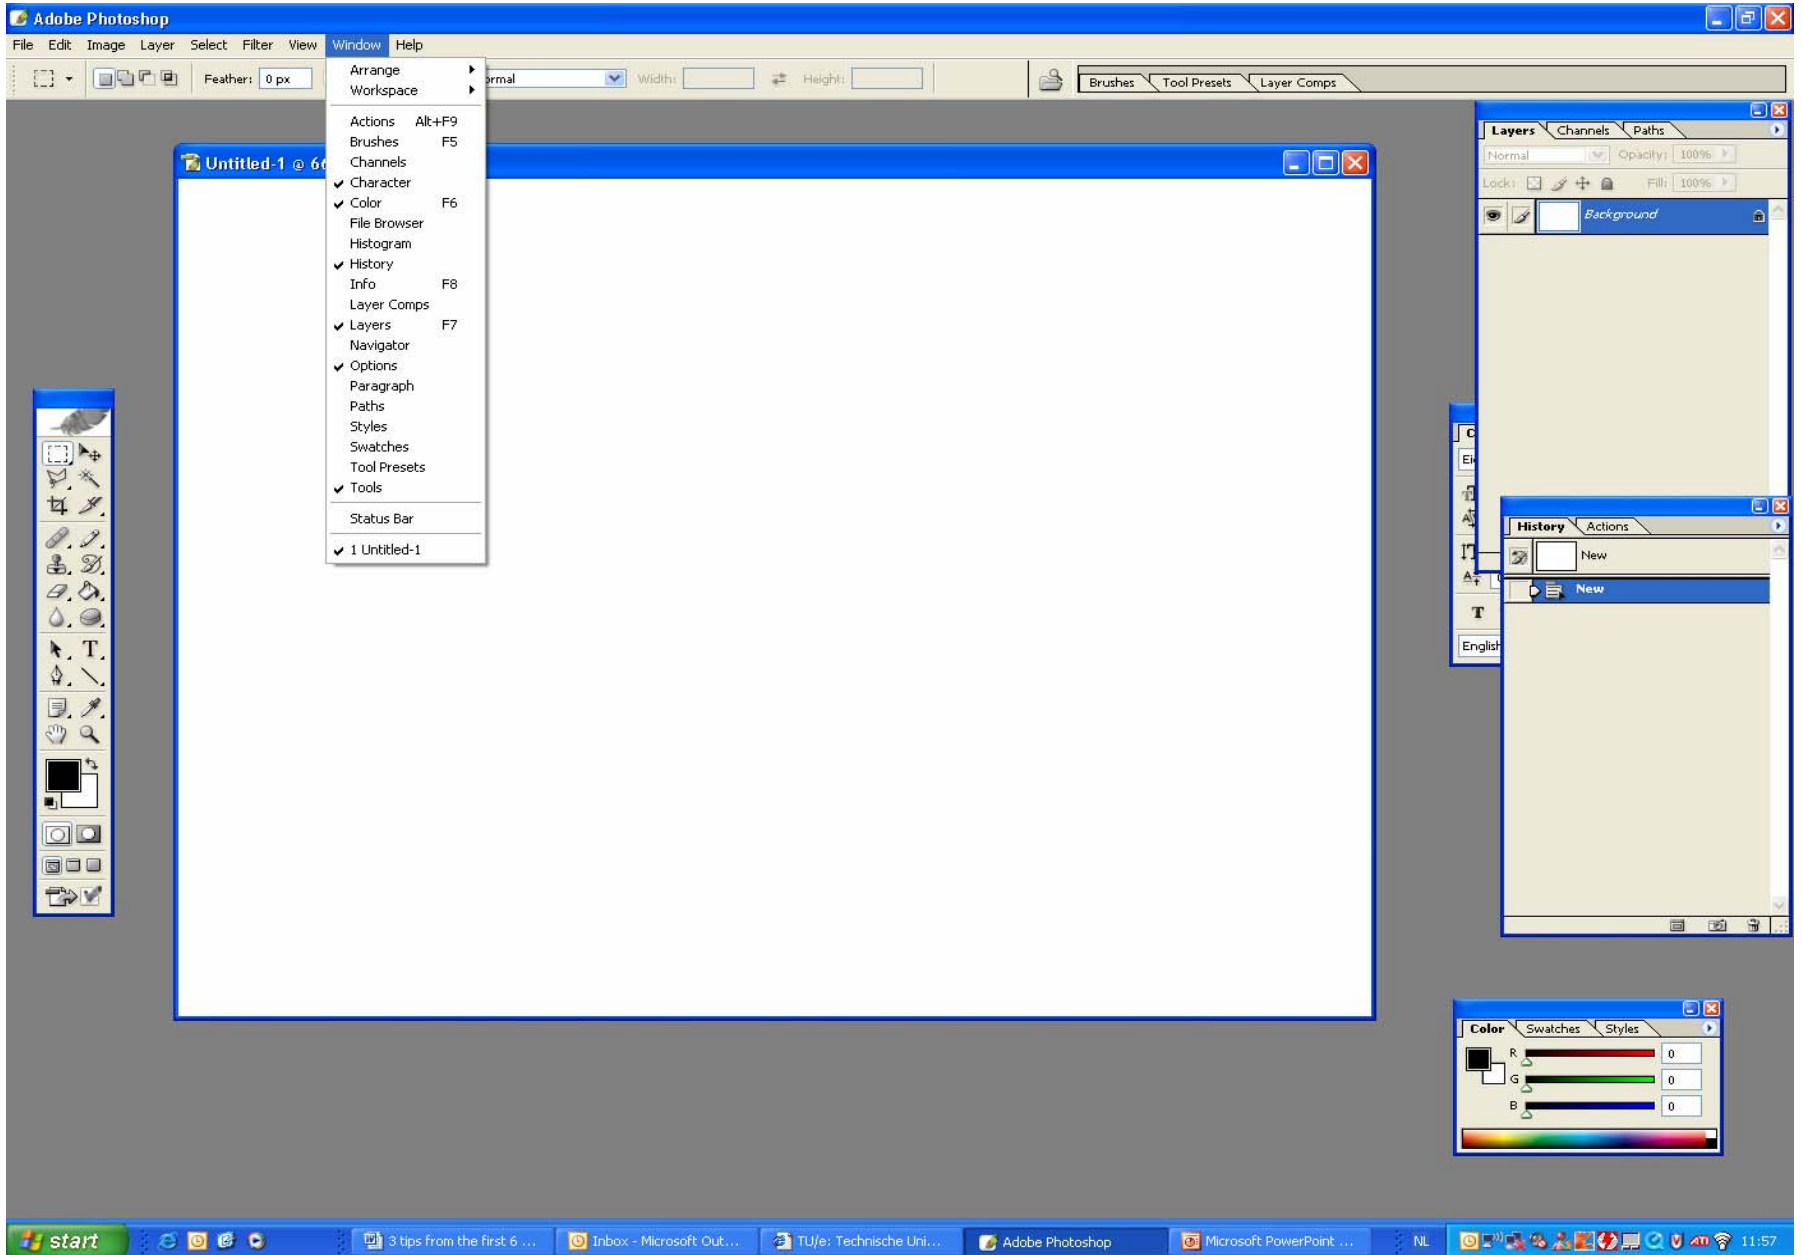 Adobe Photoshop
File Edit Image Layer Select Filter View Window Help
Feather: 0 px
Width:
Height:
Brushes Tool Presets Layer Comps
Untitled-1 @
Arrange
Workspace
Actions Alt+F9
Brushes F5
Channels
Character
Color F6
File Browser
Histogram
History
Info F8
Layer Comps
Layers F7
Navigator
Options
Paragraph
Paths
Styles
Swatches
Tool Presets
Tools
Status Bar
1 Untitled-1
Layers Channels Paths
Normal Opacity: 100%
Lock: Fill: 100%
Background
T
English
History Actions
New
New
Color Swatches Styles
R 0
G 0
B 0
start
3 tips from the first 6 ...
Inbox - Microsoft Out...
TU/e: Technische Uni...
Adobe Photoshop
Microsoft PowerPoint ...
NL
11:57